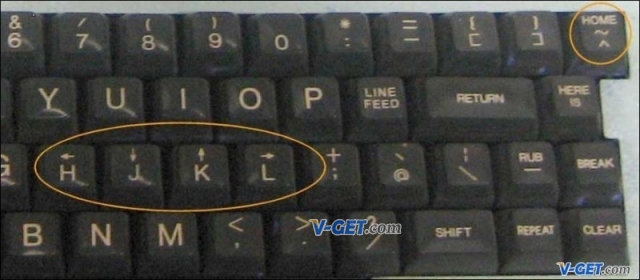 & * HOME
6 7 8 9 0 : = [ ] ~
^
Y U I O P LINE FEED RETURN HERE IS
← ↓ ↑ → +
G H J K L ; @ \ RUB — BREAK
B N M < > ? SHIFT REPEAT CLEAR
, /
V-GET.com
V-GET.com